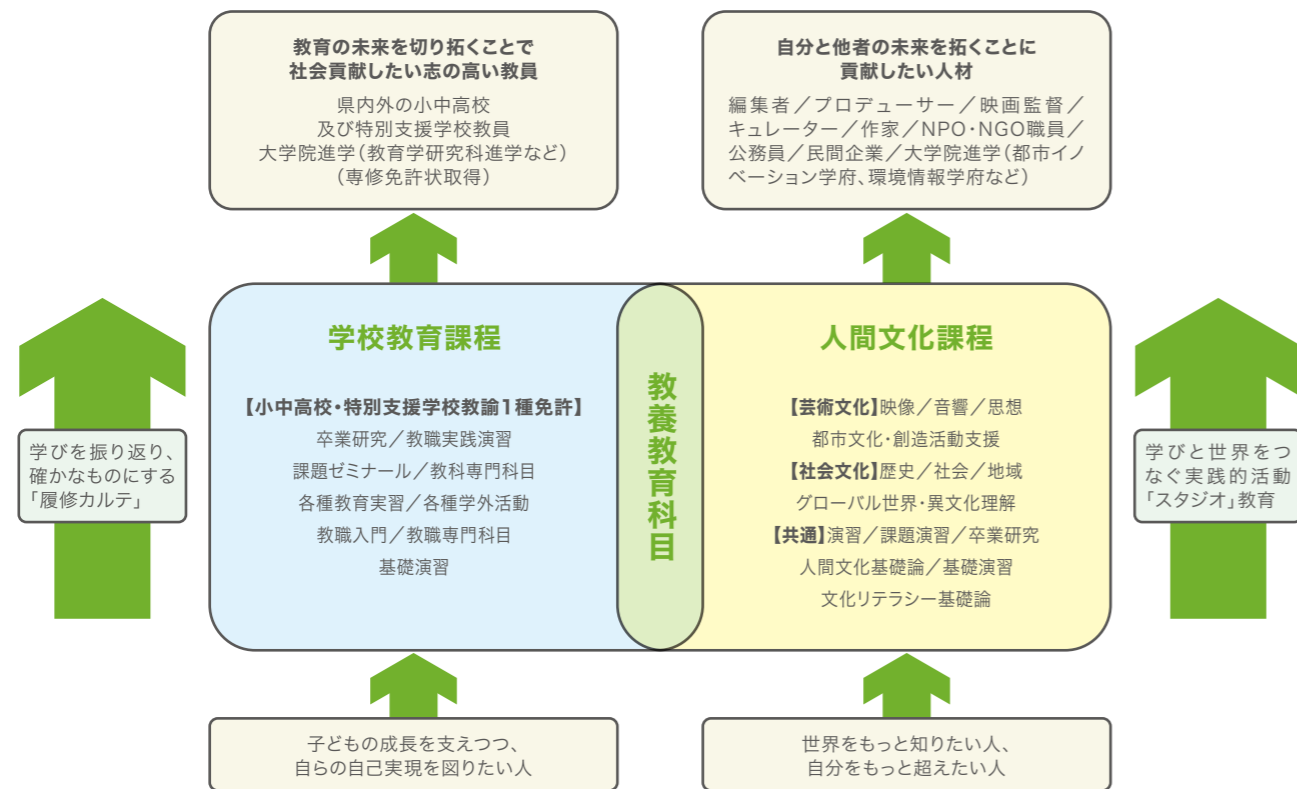 教育の未来を切り拓くことで
社会貢献したい志の高い教員
県内外の小中高校
及び特別支援学校教員
大学院進学（教育学研究科進学など）
（専修免許状取得）
自分と他者の未来を拓くことに
貢献したい人材
編集者／プロデューサー／映画監督／
キュレーター／作家／NPO・NGO職員／
公務員／民間企業／大学院進学（都市イノ
ベーション学府、環境情報学府など）
学びを振り返り、
確かなものにする
「履修カルテ」
学校教育課程
【小中高校・特別支援学校教諭1種免許】
卒業研究／教職実践演習
課題ゼミナール／教科専門科目
各種教育実習／各種学外活動
教職入門／教職専門科目
基礎演習
教養教育科目
人間文化課程
【芸術文化】映像／音響／思想
都市文化・創造活動支援
【社会文化】歴史／社会／地域
グローバル世界・異文化理解
【共通】演習／課題演習／卒業研究
人間文化基礎論／基礎演習
文化リテラシー基礎論
学びと世界をつ
なぐ実践的活動
「スタジオ」教育
子どもの成長を支えつつ、
自らの自己実現を図りたい人
世界をもっと知りたい人、
自分をもっと超えたい人